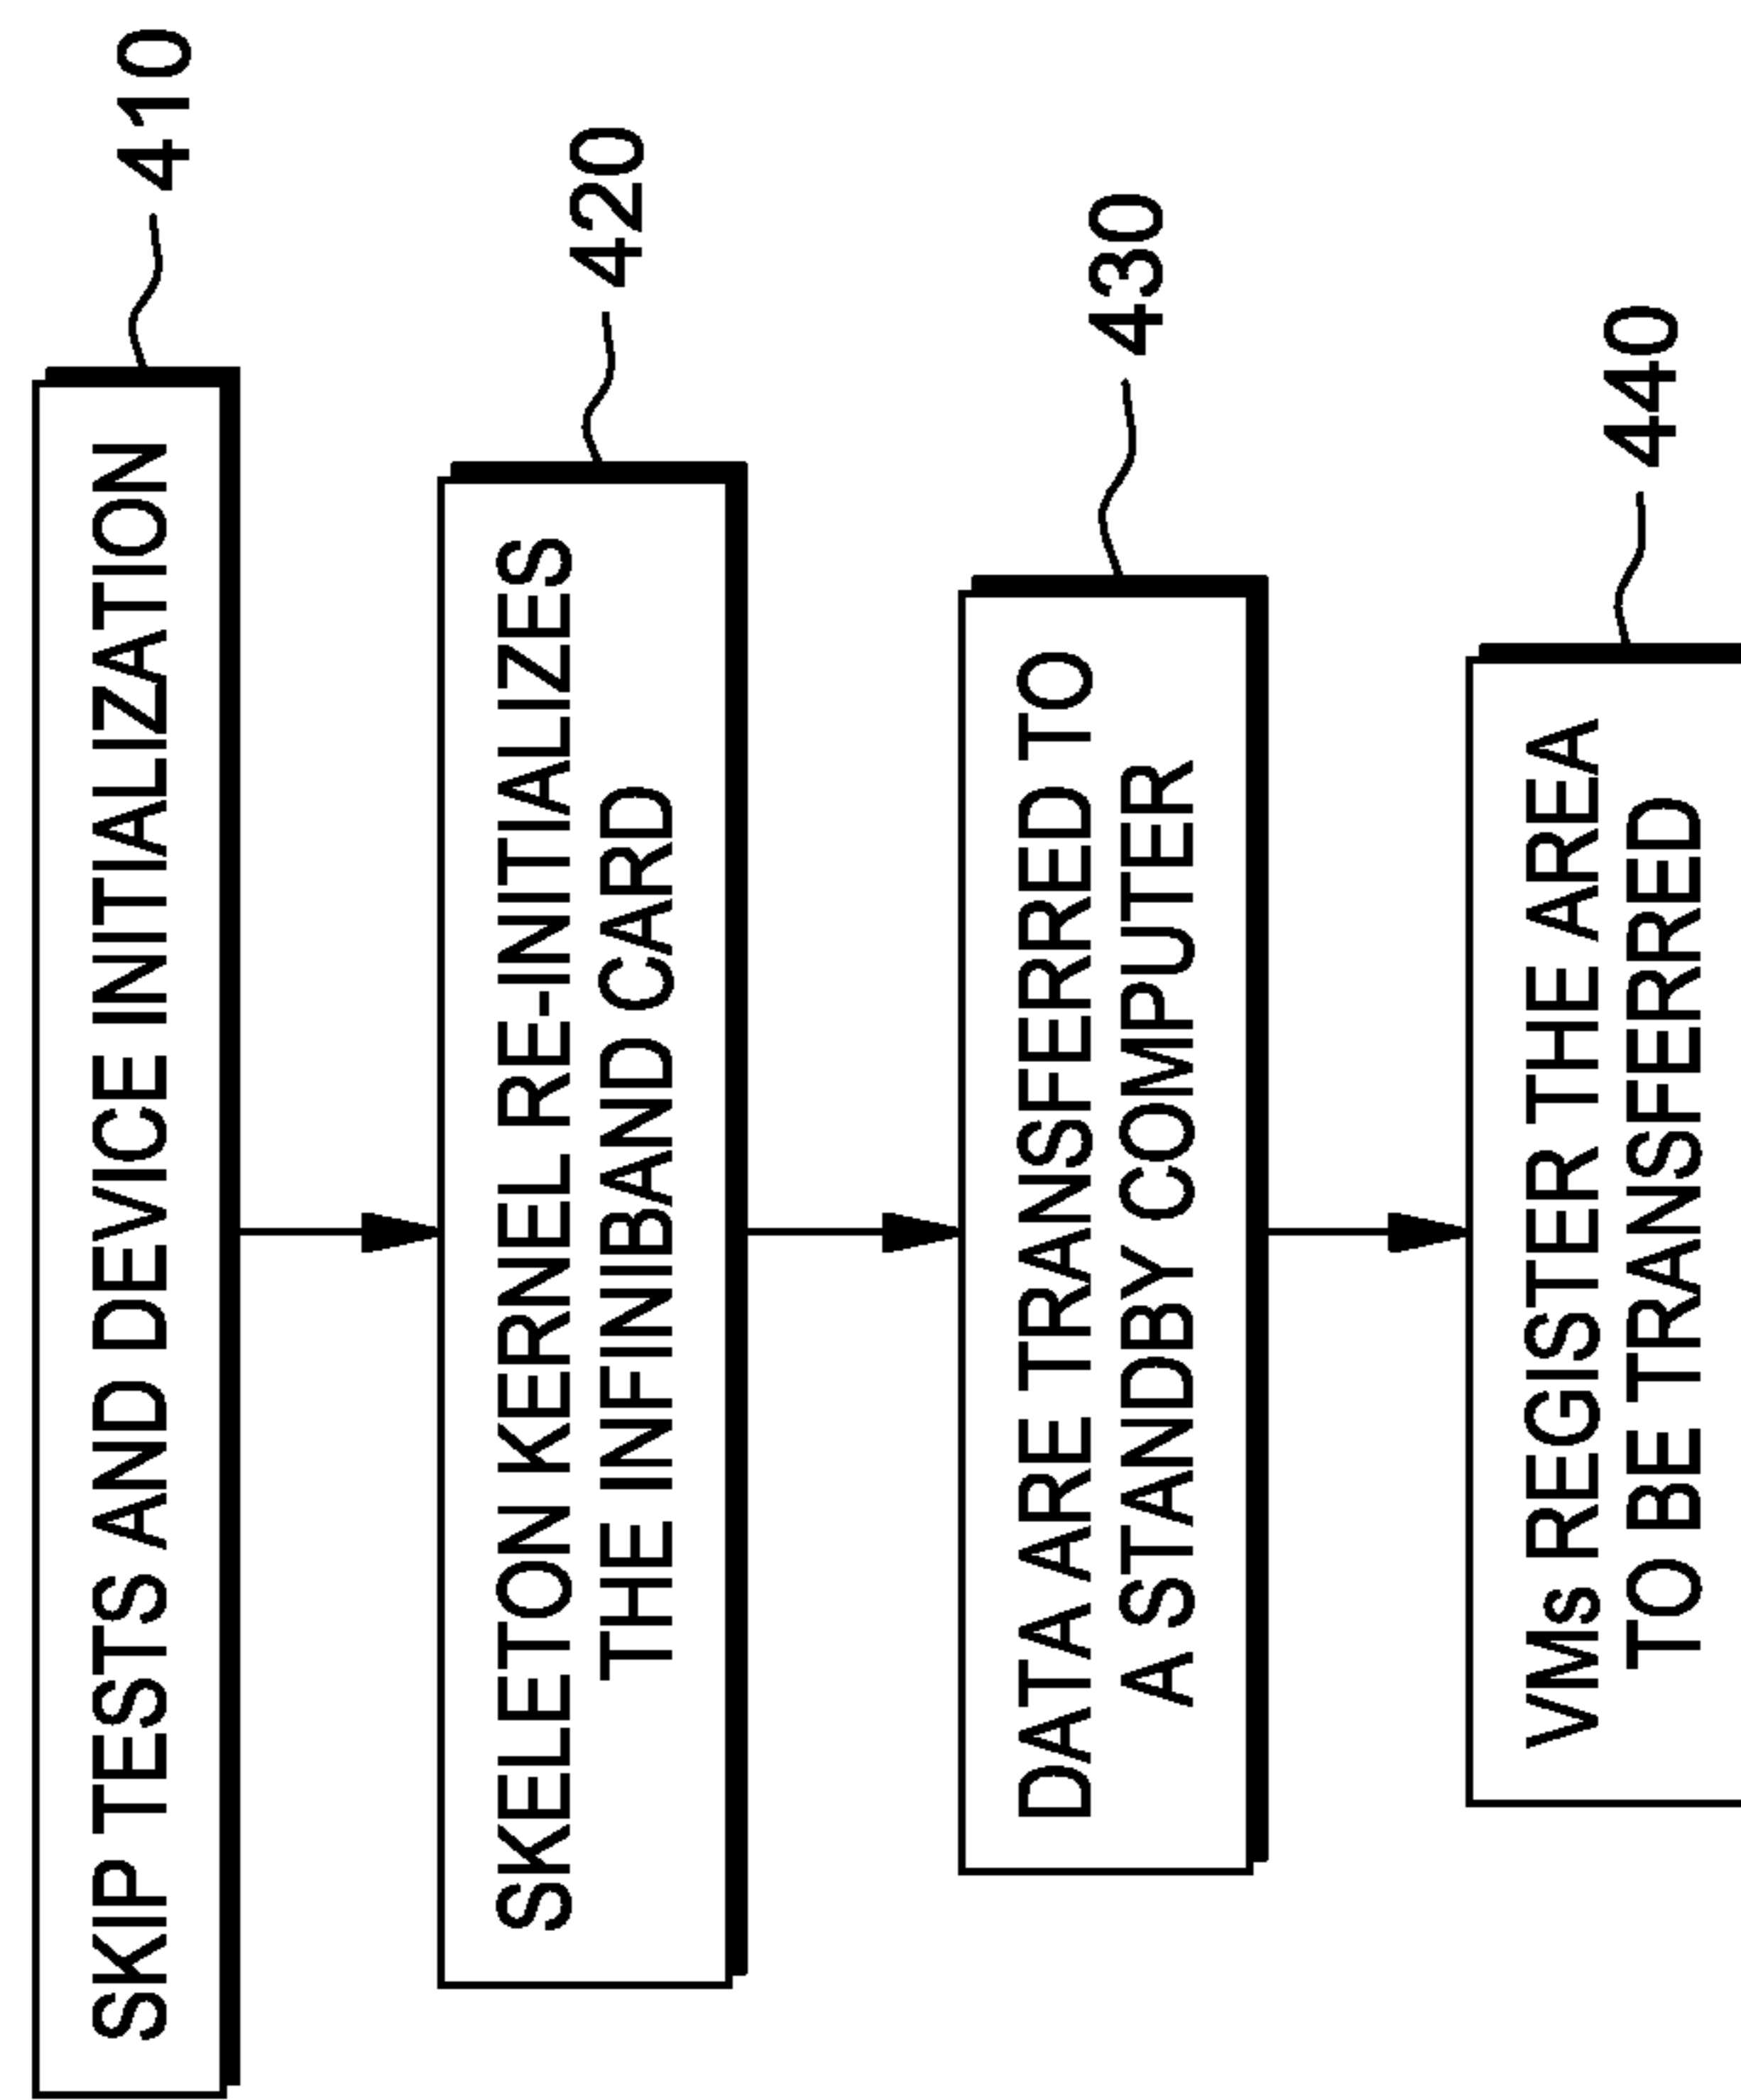 SKIP TESTS AND DEVICE INITIALIZATION
410
SKELETON KERNEL RE-INITIALIZES
THE INFINIBAND CARD
420
DATA ARE TRANSFERRED TO
A STANDBY COMPUTER
430
VMs REGISTER THE AREA
TO BE TRANSFERRED
440